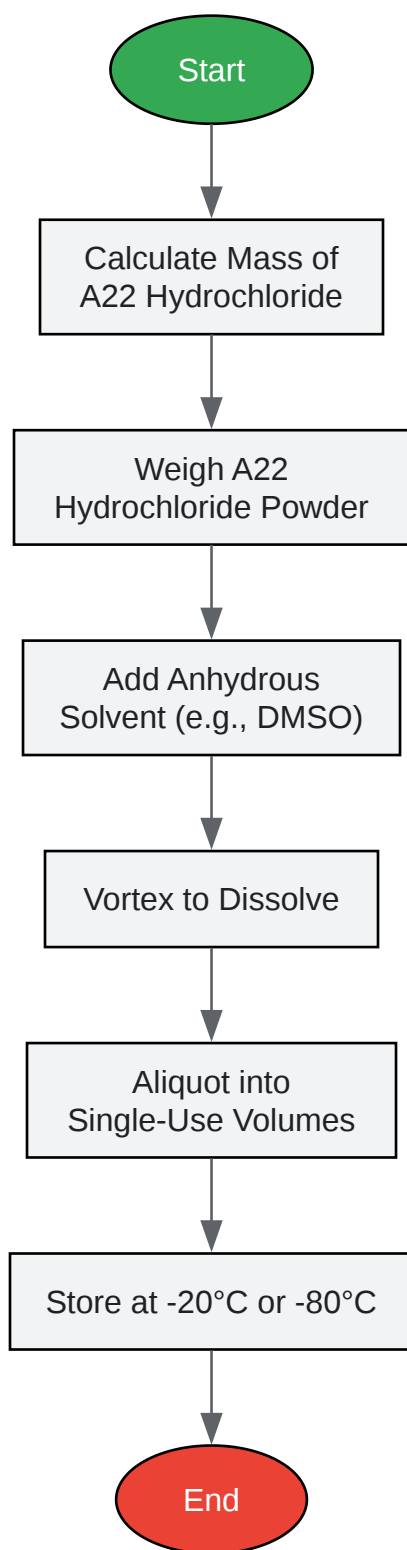 Start
Calculate Mass of
A22 Hydrochloride
Weigh A22
Hydrochloride Powder
Add Anhydrous
Solvent (e.g., DMSO)
Vortex to Dissolve
Aliquot into
Single-Use Volumes
Store at -20°C or -80°C
End